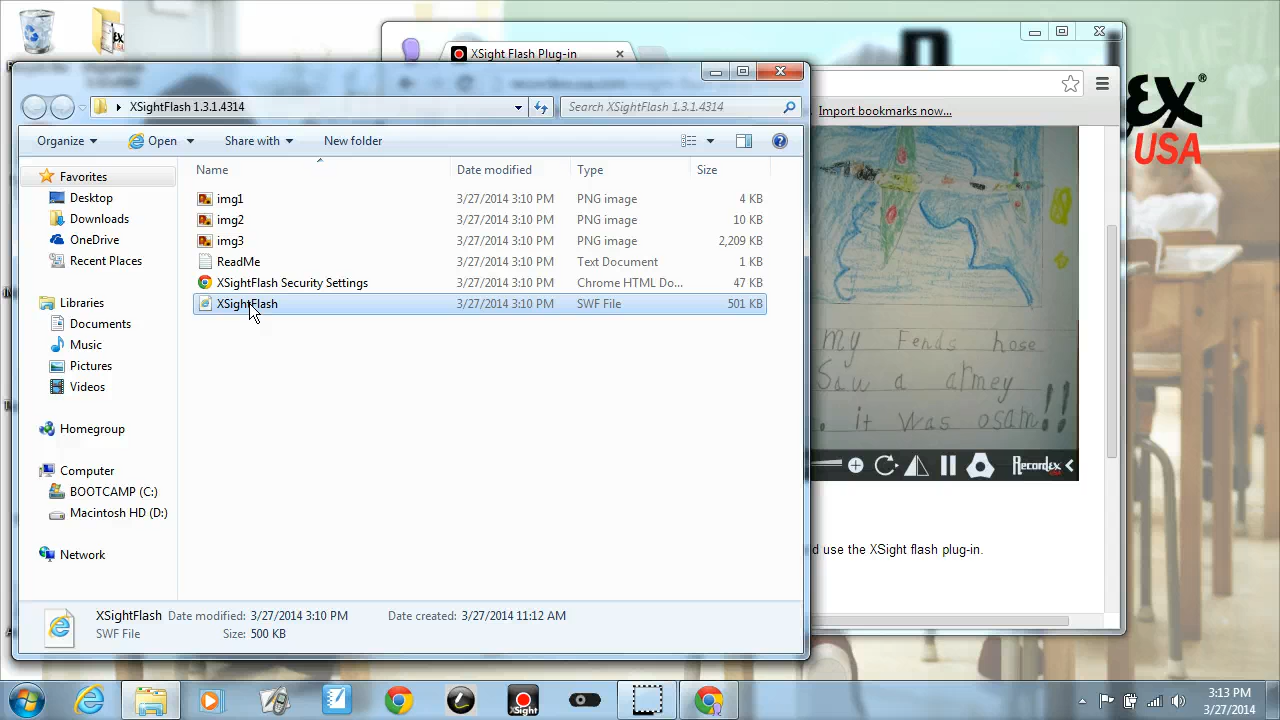 XSight Flash Plug-in
XSightFlash 1.3.1.4314
Search XSightFlash 1.3.1.4314
Import bookmarks now...
ex
USA
Organize
Open
Share with
New folder
Name
Date modified
Type
Size
Favorites
Desktop
Downloads
OneDrive
Recent Places
Libraries
Documents
Music
Pictures
Videos
Homegroup
Computer
BOOTCAMP (C:)
Macintosh HD (D:)
Network
img1 3/27/2014 3:10 PM PNG image 4 KB
img2 3/27/2014 3:10 PM PNG image 10 KB
img3 3/27/2014 3:10 PM PNG image 2,209 KB
ReadMe 3/27/2014 3:10 PM Text Document 1 KB
XSightFlash Security Settings 3/27/2014 3:10 PM Chrome HTML Do... 47 KB
XSightFlash 3/27/2014 3:10 PM SWF File 501 KB
my Fends hose
Saw a armey
. it was osam!!
Recordex USA
d use the XSight flash plug-in.
XSightFlash Date modified: 3/27/2014 3:10 PM Date created: 3/27/2014 11:12 AM
SWF File Size: 500 KB
XSight
3:13 PM
3/27/2014